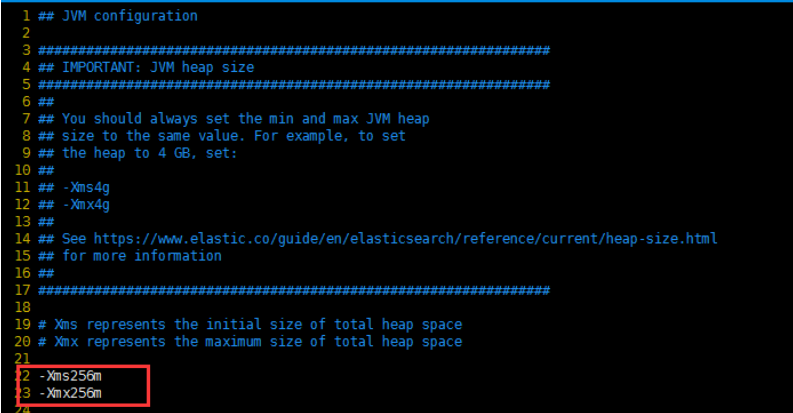 1 ## JVM configuration
2
3 ################################################################
4 ## IMPORTANT: JVM heap size
5 ################################################################
6 ##
7 ## You should always set the min and max JVM heap
8 ## size to the same value. For example, to set
9 ## the heap to 4 GB, set:
10 ##
11 ## -Xms4g
12 ## -Xmx4g
13 ##
14 ## See https://www.elastic.co/guide/en/elasticsearch/reference/current/heap-size.html
15 ## for more information
16 ##
17 ################################################################
18
19 # Xms represents the initial size of total heap space
20 # Xmx represents the maximum size of total heap space
21
22 -Xms256m
23 -Xmx256m
24